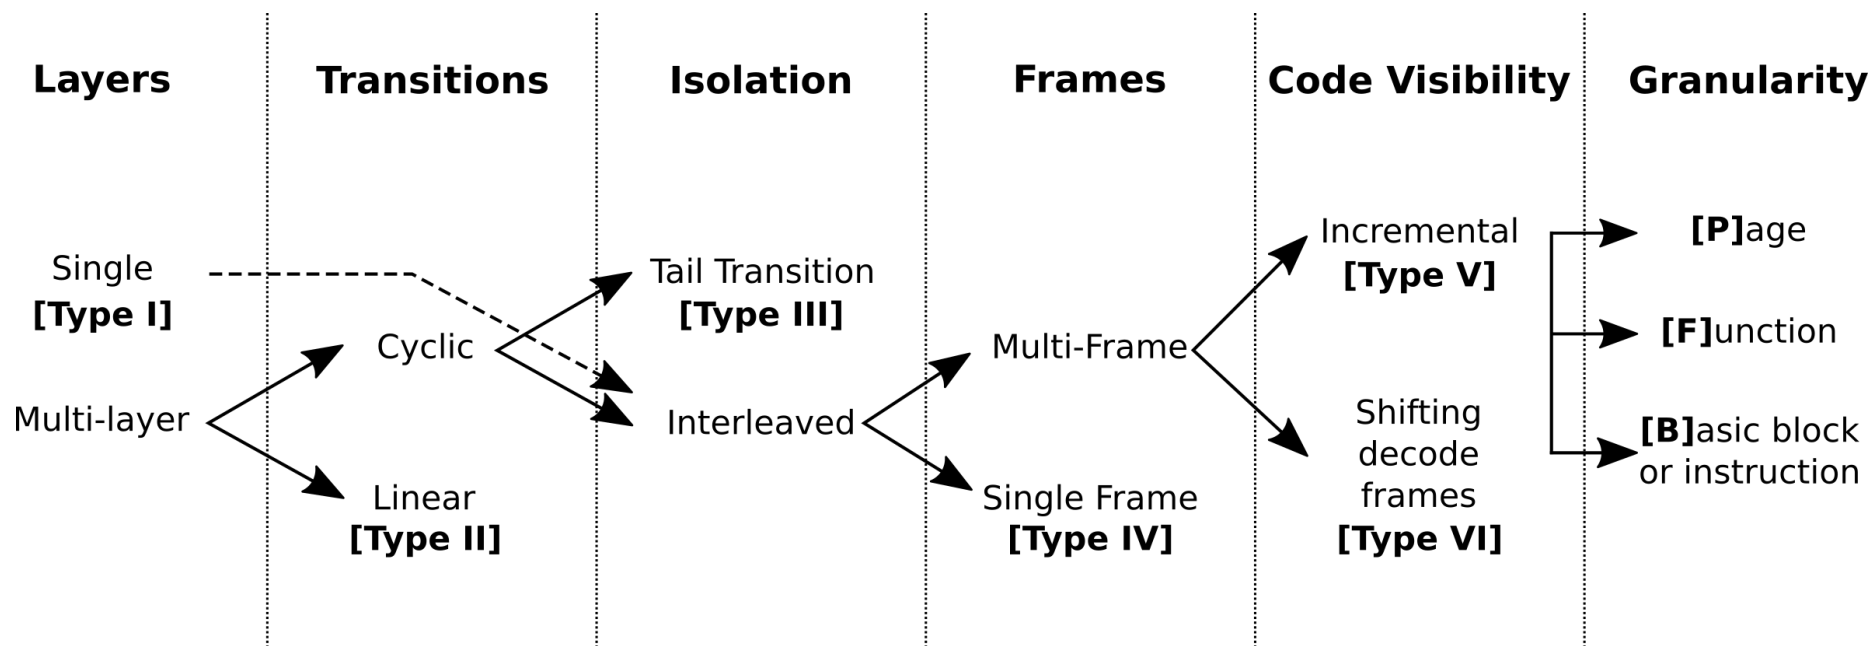 Layers
Transitions
Isolation
Frames
Code Visibility
Granularity
Single
[Type I]
Multi-layer
Cyclic
Linear
[Type II]
Tail Transition
[Type III]
Interleaved
Multi-Frame
Single Frame
[Type IV]
Incremental
[Type V]
Shifting
decode
frames
[Type VI]
[P]age
[F]unction
[B]asic block
or instruction